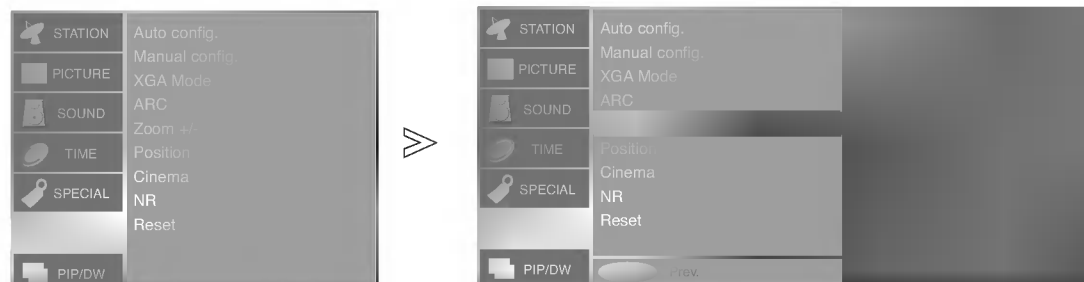 STATION
PICTURE
SOUND
TIME
SPECIAL
PIP/DW
Auto config.
Manual config.
XGA Mode
ARC
Zoom +/-
Position
Cinema
NR
Reset
STATION
PICTURE
SOUND
TIME
SPECIAL
PIP/DW
Auto config.
Manual config.
XGA Mode
ARC
Position
Cinema
NR
Reset
Prev.